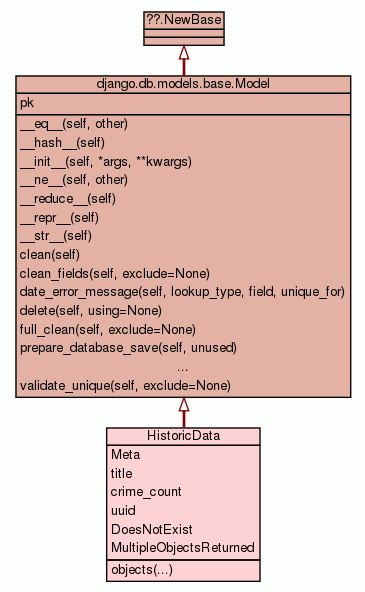 ??.NewBase
django.db.models.base.Model
pk
__eq__(self, other)
__hash__(self)
__init__(self, *args, **kwargs)
__ne__(self, other)
__reduce__(self)
__repr__(self)
__str__(self)
clean(self)
clean_fields(self, exclude=None)
date_error_message(self, lookup_type, field, unique_for)
delete(self, using=None)
full_clean(self, exclude=None)
prepare_database_save(self, unused)
...
validate_unique(self, exclude=None)
HistoricData
Meta
title
crime_count
uuid
DoesNotExist
MultipleObjectsReturned
objects(...)